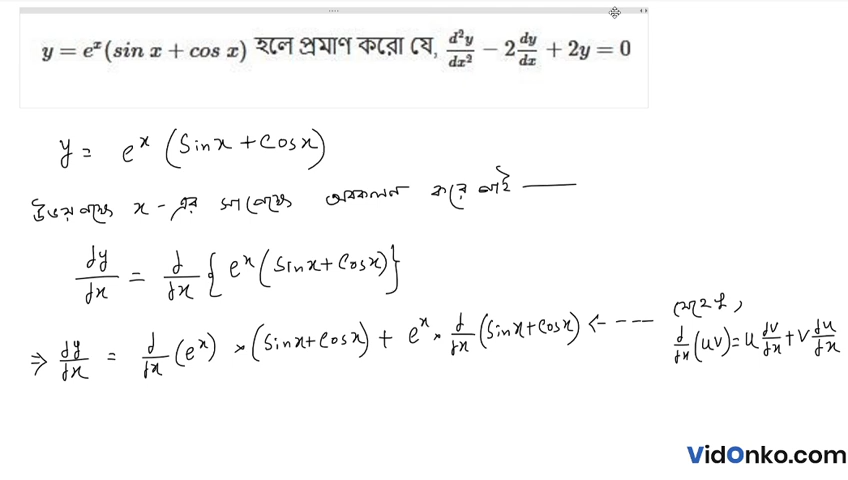 y = e^x (sin x + cos x) হলে প্রমাণ করো যে, d²y/dx² − 2 dy/dx + 2y = 0
y = e^x (Sinx + Cosx)
উভয়পক্ষে x - এর সাপেক্ষে অবকলন করে পাই ——
dy/dx = d/dx { e^x (Sinx + Cosx) }
যেহেতু,
⇒ dy/dx = d/dx (e^x) × (Sinx + Cosx) + e^x × d/dx (Sinx + Cosx) ← - - - d/dx (uv) = u dv/dx + v du/dx
VidOnko.com